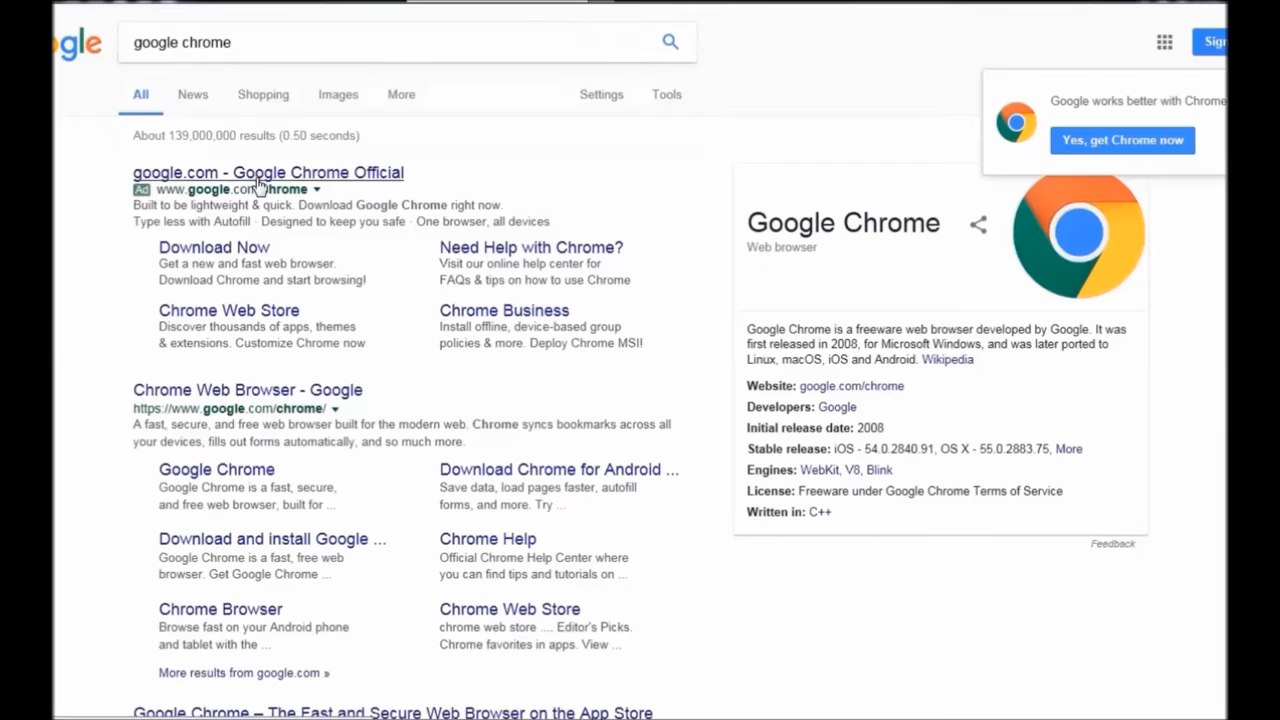 gle
google chrome
Sign
All News Shopping Images More Settings Tools
Google works better with Chrome
Yes, get Chrome now
About 139,000,000 results (0.50 seconds)
google.com - Google Chrome Official
Ad www.google.com/chrome
Built to be lightweight & quick. Download Google Chrome right now.
Type less with Autofill · Designed to keep you safe · One browser, all devices
Download Now
Get a new and fast web browser.
Download Chrome and start browsing!
Need Help with Chrome?
Visit our online help center for
FAQs & tips on how to use Chrome
Chrome Web Store
Discover thousands of apps, themes
& extensions. Customize Chrome now
Chrome Business
Install offline, device-based group
policies & more. Deploy Chrome MSI!
Chrome Web Browser - Google
https://www.google.com/chrome/
A fast, secure, and free web browser built for the modern web. Chrome syncs bookmarks across all
your devices, fills out forms automatically, and so much more.
Google Chrome
Google Chrome is a fast, secure,
and free web browser, built for ...
Download Chrome for Android ...
Save data, load pages faster, autofill
forms, and more. Try ...
Download and install Google ...
Google Chrome is a fast, free web
browser. Get Google Chrome ...
Chrome Help
Official Chrome Help Center where
you can find tips and tutorials on ...
Chrome Browser
Browse fast on your Android phone
and tablet with the ...
Chrome Web Store
chrome web store .... Editor's Picks.
Chrome favorites in apps. View ...
More results from google.com »
Google Chrome – The Fast and Secure Web Browser on the App Store
Google Chrome
Web browser
Google Chrome is a freeware web browser developed by Google. It was
first released in 2008, for Microsoft Windows, and was later ported to
Linux, macOS, iOS and Android. Wikipedia
Website: google.com/chrome
Developers: Google
Initial release date: 2008
Stable release: iOS - 54.0.2840.91, OS X - 55.0.2883.75, More
Engines: WebKit, V8, Blink
License: Freeware under Google Chrome Terms of Service
Written in: C++
Feedback